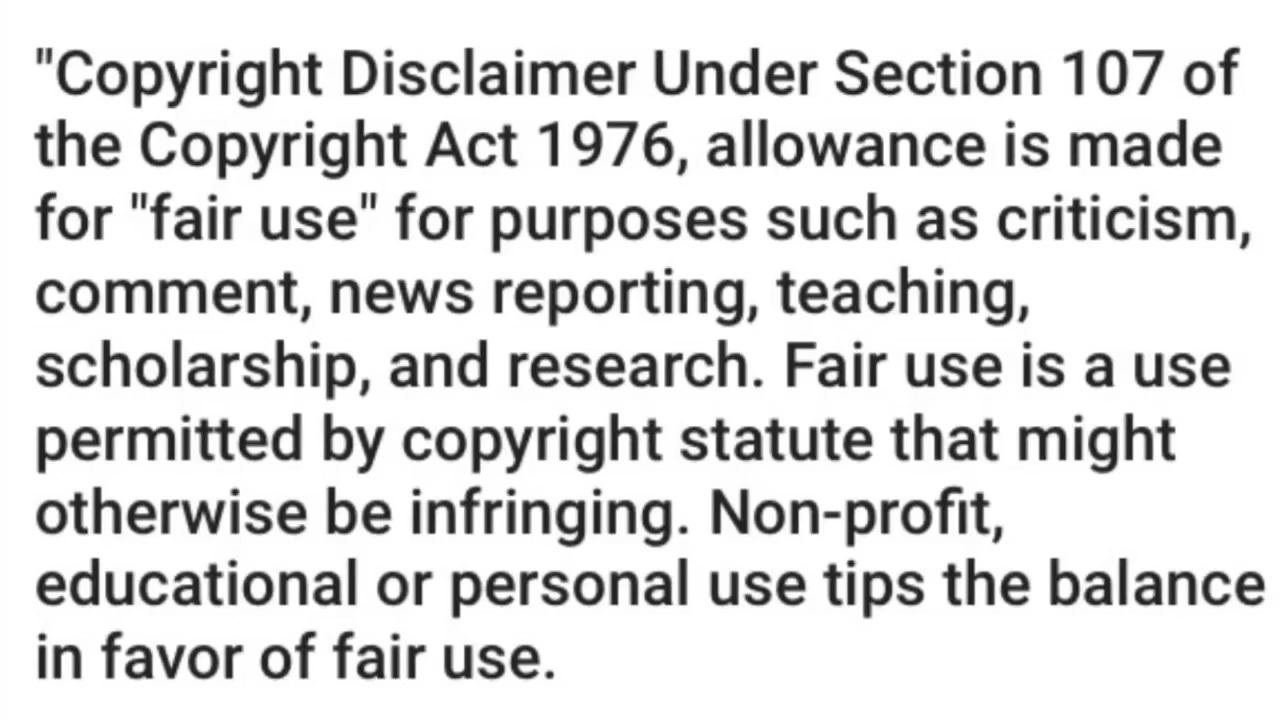 "Copyright Disclaimer Under Section 107 of
the Copyright Act 1976, allowance is made
for "fair use" for purposes such as criticism,
comment, news reporting, teaching,
scholarship, and research. Fair use is a use
permitted by copyright statute that might
otherwise be infringing. Non-profit,
educational or personal use tips the balance
in favor of fair use.